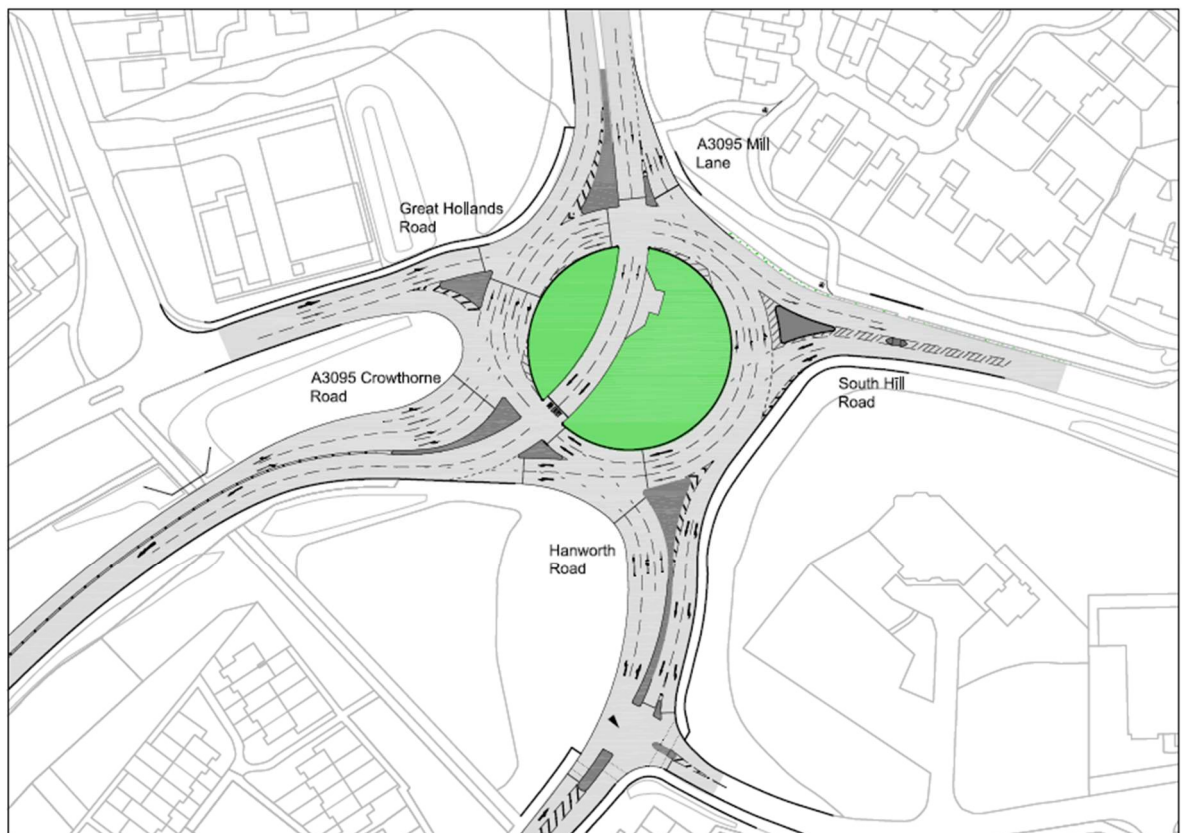 A3095 Mill
Lane
Great Hollands
Road
A3095 Crowthorne
Road
South Hill
Road
Hanworth
Road